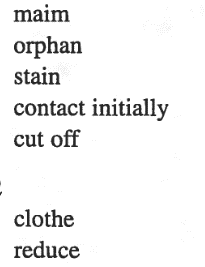 maim
orphan
stain
contact initially
cut off
clothe
reduce